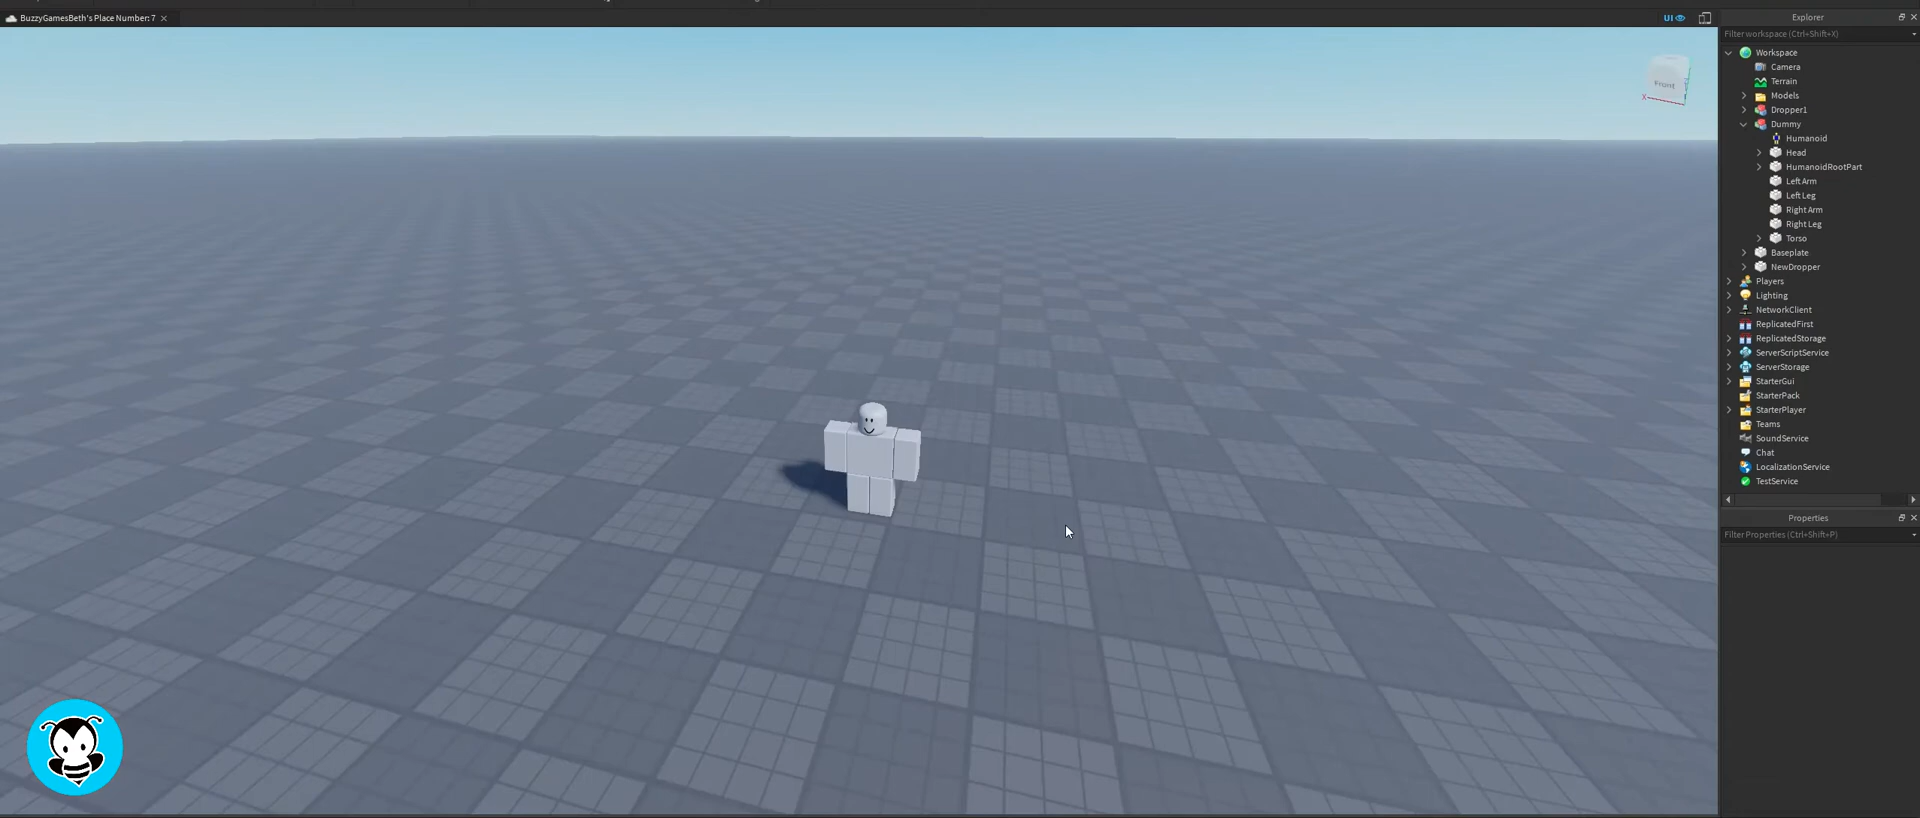 BuzzyGamesBeth's Place Number: 7
UI
Front
X
Explorer
Filter workspace (Ctrl+Shift+X)
Workspace
Camera
Terrain
Models
Dropper1
Dummy
Humanoid
Head
HumanoidRootPart
Left Arm
Left Leg
Right Arm
Right Leg
Torso
Baseplate
NewDropper
Players
Lighting
NetworkClient
ReplicatedFirst
ReplicatedStorage
ServerScriptService
ServerStorage
StarterGui
StarterPack
StarterPlayer
Teams
SoundService
Chat
LocalizationService
TestService
Properties
Filter Properties (Ctrl+Shift+P)